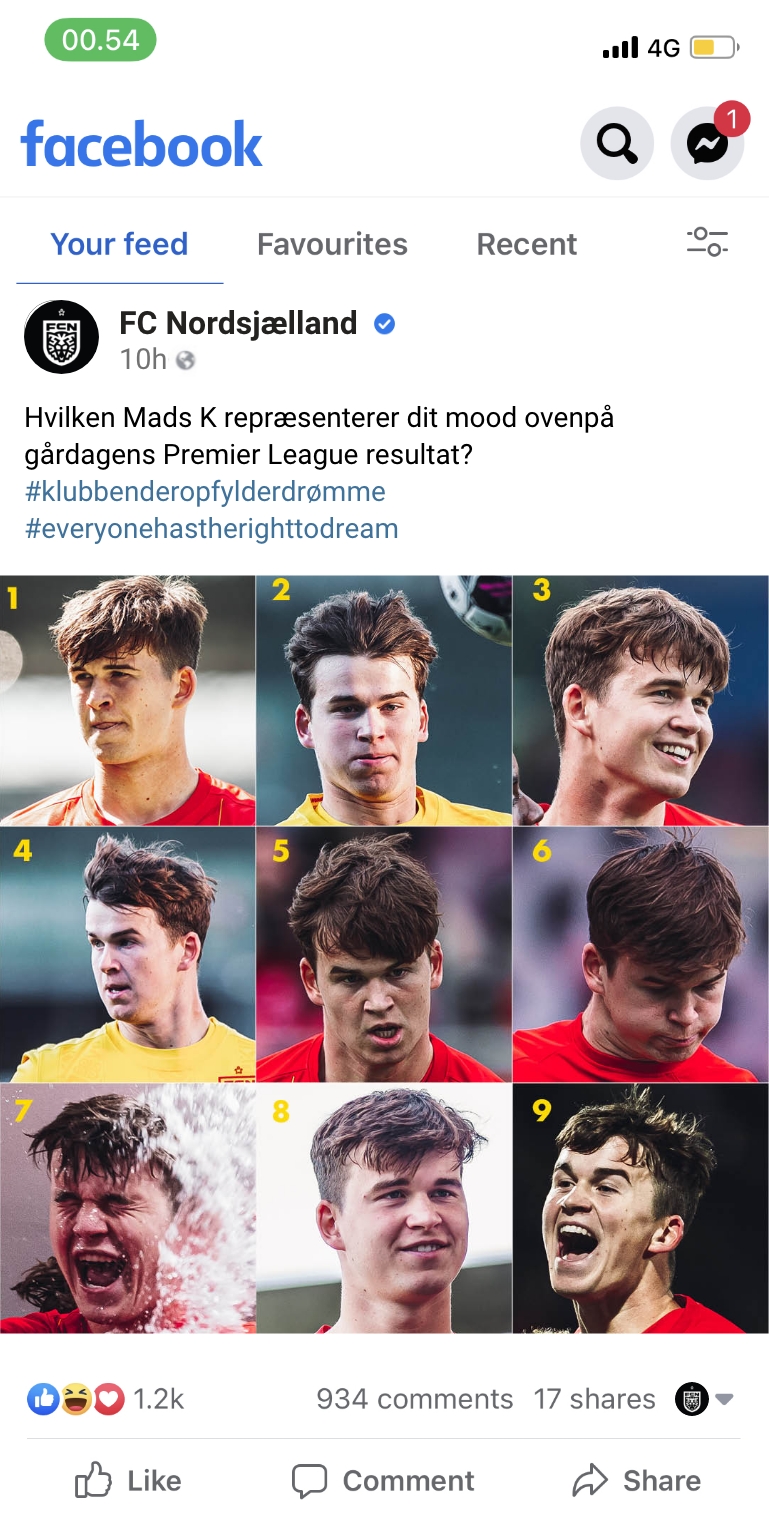 00.54
4G
facebook
1
Your feed
Favourites
Recent
FCN
FC Nordsjælland
10h
Hvilken Mads K repræsenterer dit mood ovenpå
gårdagens Premier League resultat?
#klubbenderopfylderdrømme
#everyonehastherighttodream
1
2
3
4
5
6
FCN
7
8
9
1.2k
934 comments
17 shares
Like
Comment
Share